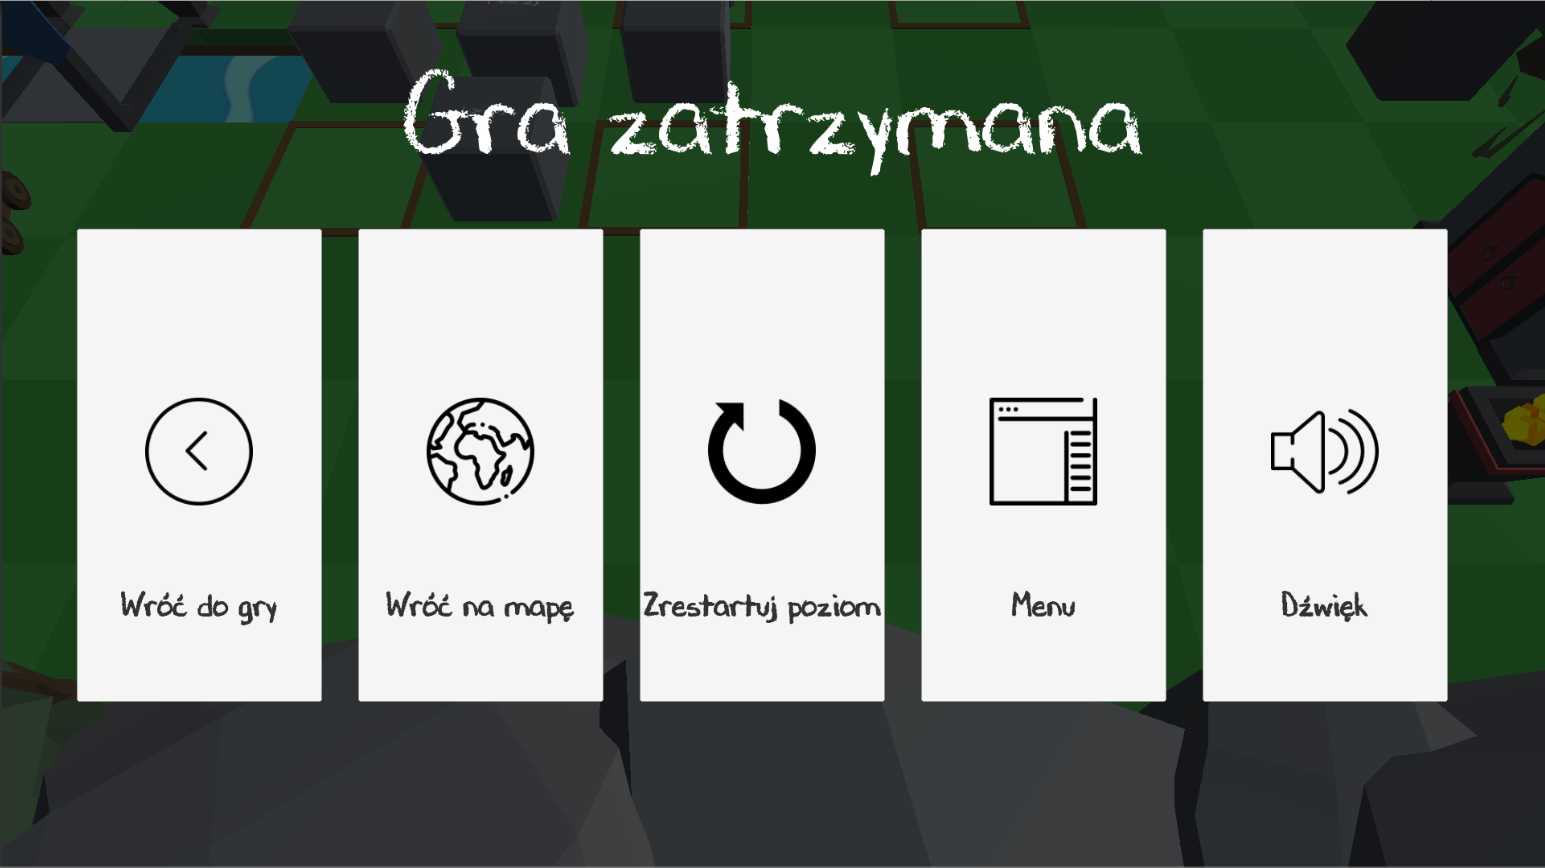 Gra zatrzymana
Wróć do gry
Wróć na mapę
Zrestartuj poziom
Menu
Dźwięk